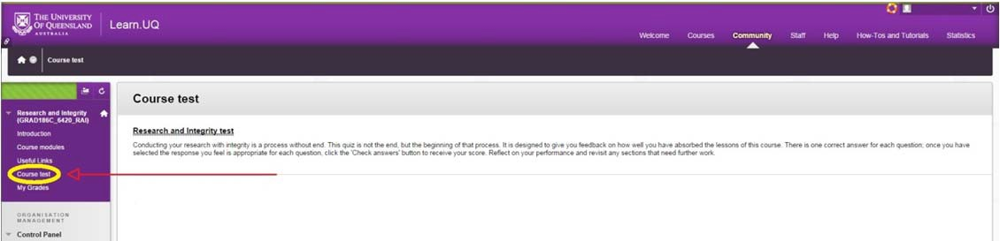 THE UNIVERSITY
OF QUEENSLAND
AUSTRALIA
Learn.UQ
Welcome Courses Community Staff Help How-Tos and Tutorials Statistics
Course test
Research and Integrity
(GRAD186C_6420_RAI)
Introduction
Course modules
Useful Links
Course test
My Grades
ORGANISATION
MANAGEMENT
Control Panel
Course test
Research and Integrity test
Conducting your research with integrity is a process without end. This quiz is not the end, but the beginning of that process. It is designed to give you feedback on how well you have absorbed the lessons of this course. There is one correct answer for each question; once you have
selected the response you feel is appropriate for each question, click the 'Check answers' button to receive your score. Reflect on your performance and revisit any sections that need further work.